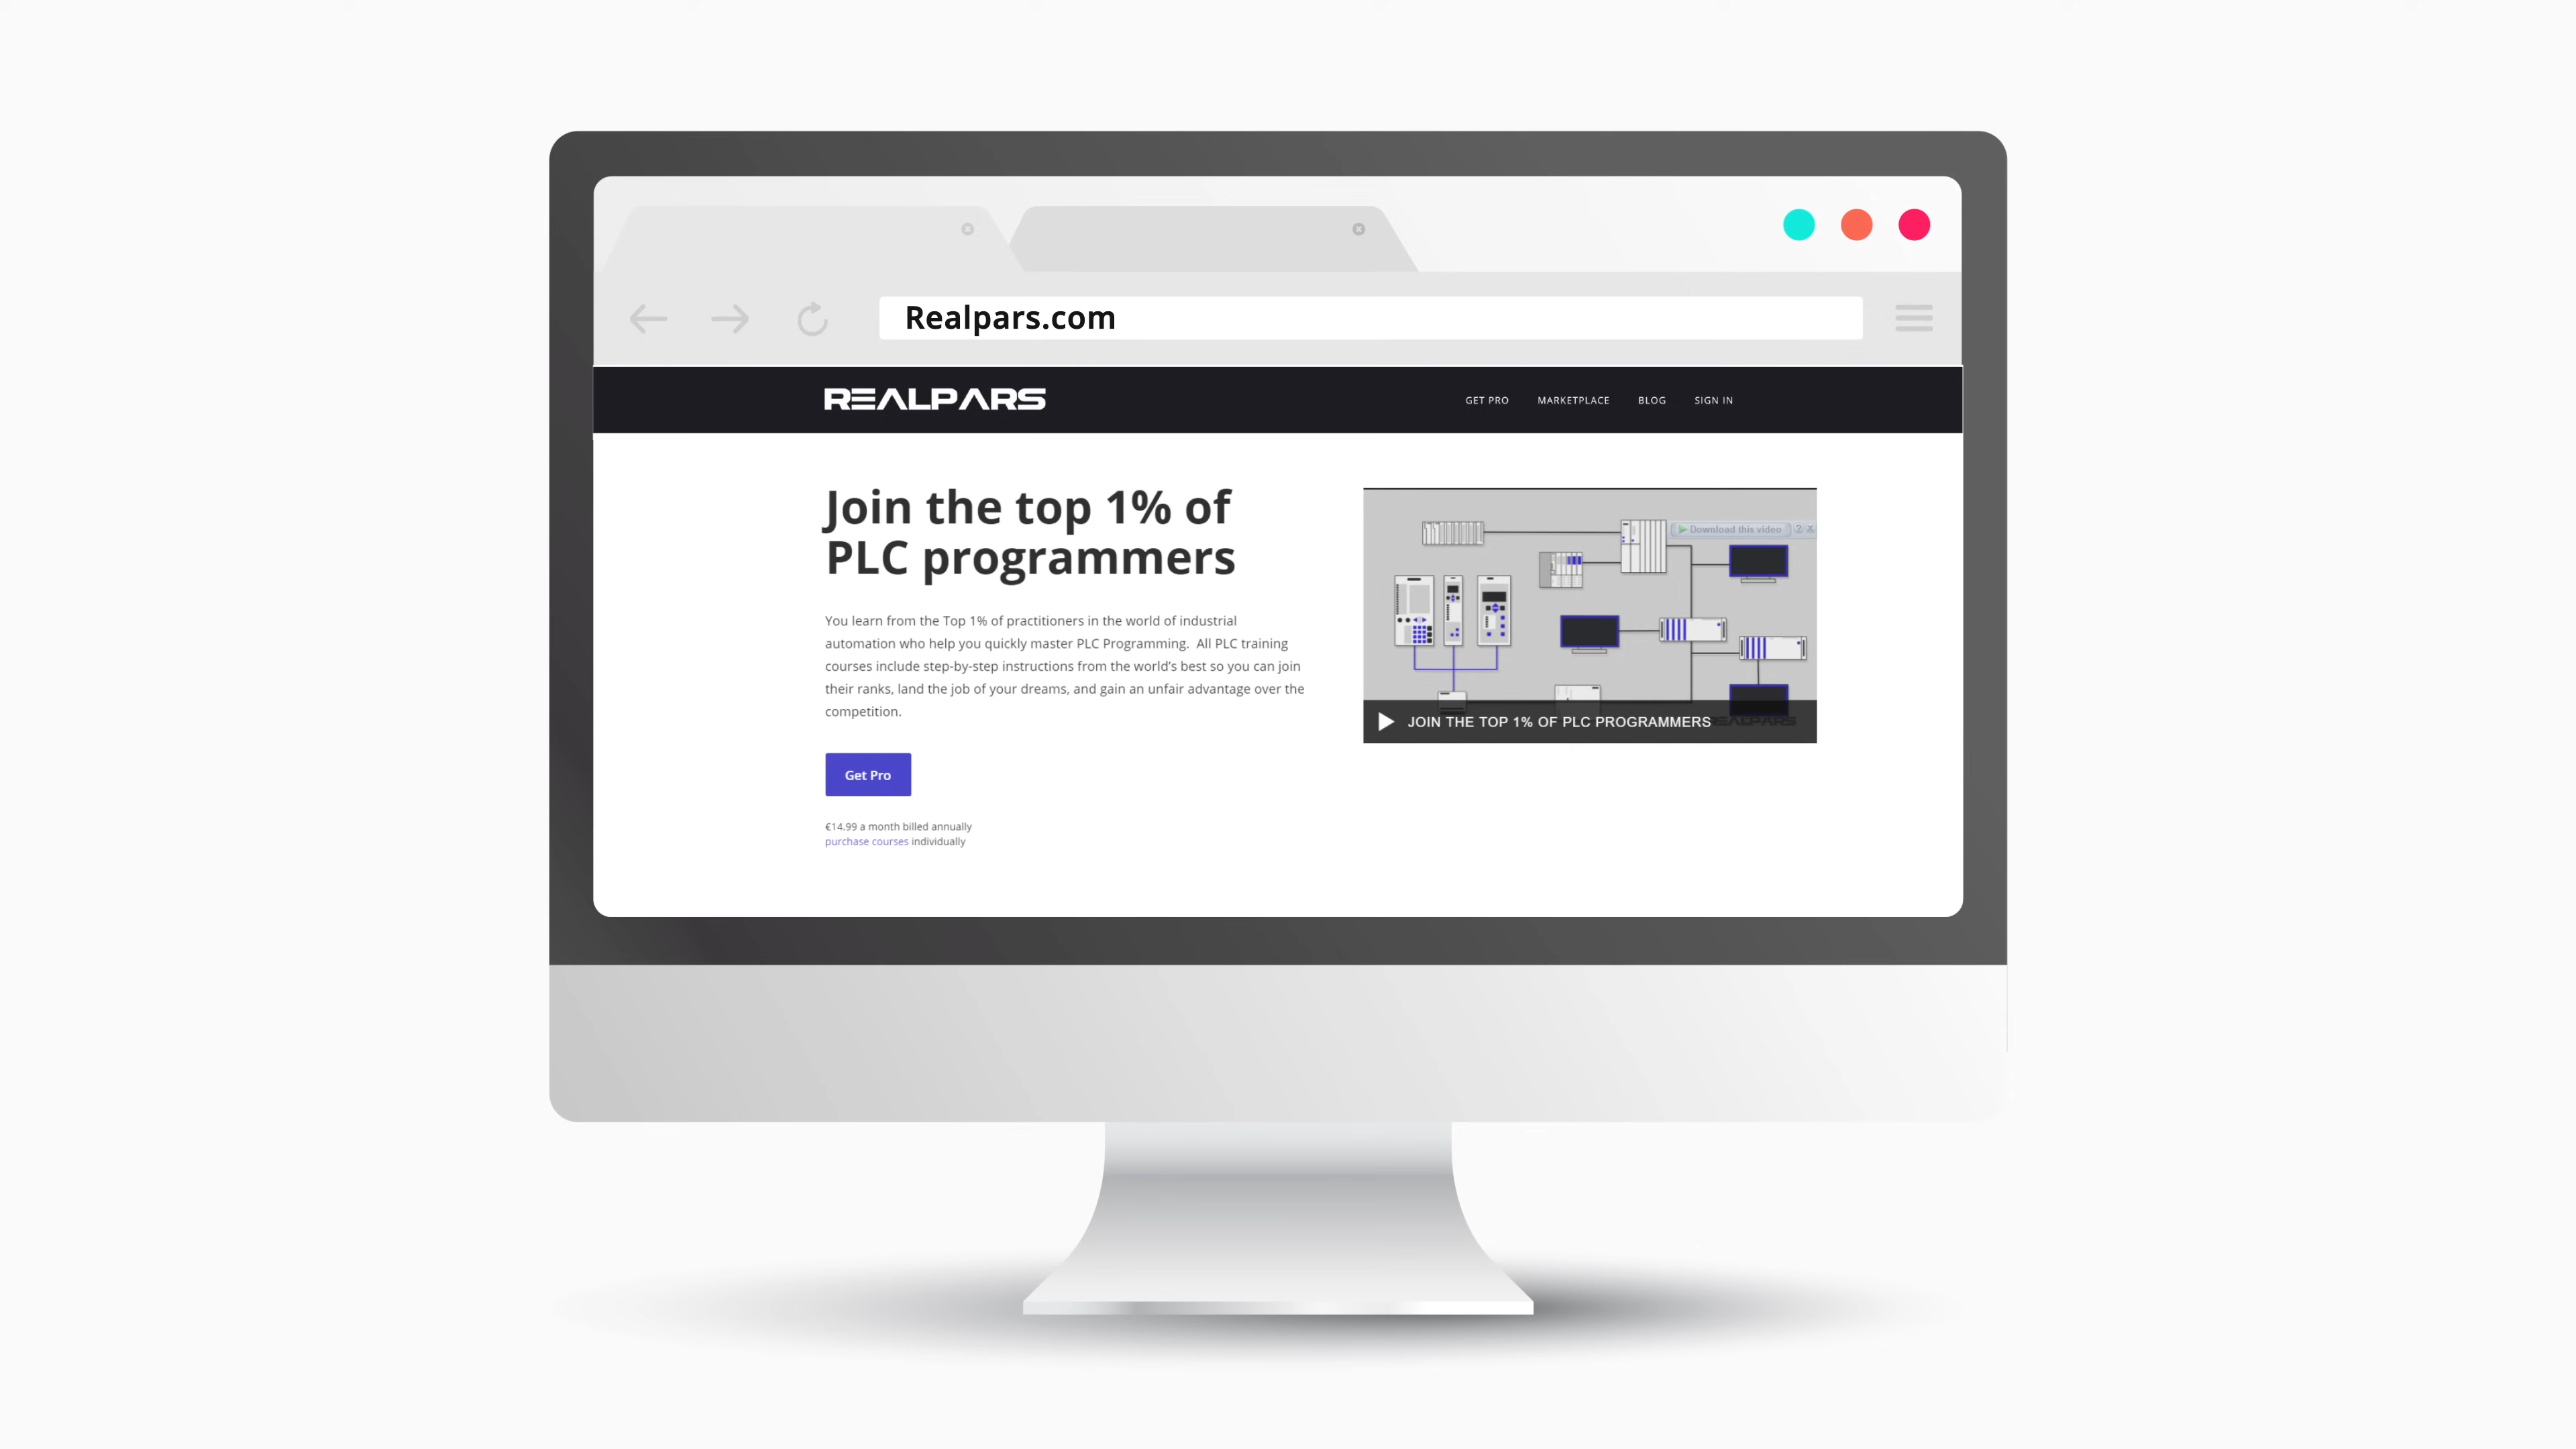 Realpars.com
REALPARS
GET PRO MARKETPLACE BLOG SIGN IN
Join the top 1% of
PLC programmers
You learn from the Top 1% of practitioners in the world of industrial
automation who help you quickly master PLC Programming. All PLC training
courses include step-by-step instructions from the world's best so you can join
their ranks, land the job of your dreams, and gain an unfair advantage over the
competition.
Get Pro
€14.99 a month billed annually
purchase courses individually
Download this video ? X
JOIN THE TOP 1% OF PLC PROGRAMMERS
REALPARS